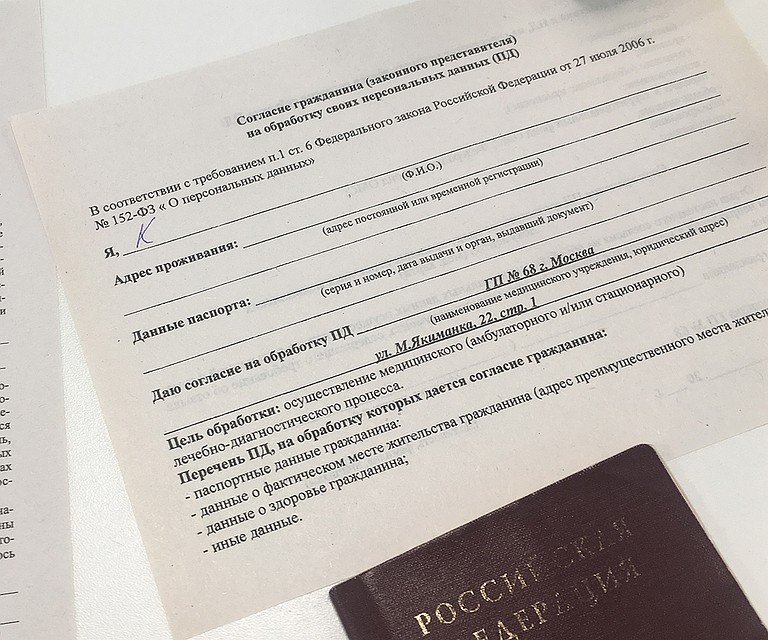 Согласие гражданина (законного представителя)
на обработку своих персональных данных (ПД)
В соответствии с требованием п.1 ст. 6 Федерального закона Российской Федерации от 27 июля 2006 г.
№ 152-ФЗ « О персональных данных»
Я, К
(Ф.И.О.)
Адрес проживания:
(адрес постоянной или временной регистрации)
Данные паспорта:
(серия и номер, дата выдачи и орган, выдавший документ)
Даю согласие на обработку ПД ГП № 68 г. Москва
(наименование медицинского учреждения, юридический адрес)
ул. М.Якиманка, 22, стр. 1
Цель обработки: осуществление медицинского (амбулаторного и/или стационарного)
лечебно-диагностического процесса.
Перечень ПД, на обработку которых дается согласие гражданина:
- паспортные данные гражданина:
- данные о фактическом месте жительства гражданина (адрес преимущественного места жител
- данные о здоровье гражданина;
- иные данные.
РОССИЙСКАЯ
ФЕДЕРАЦИЯ